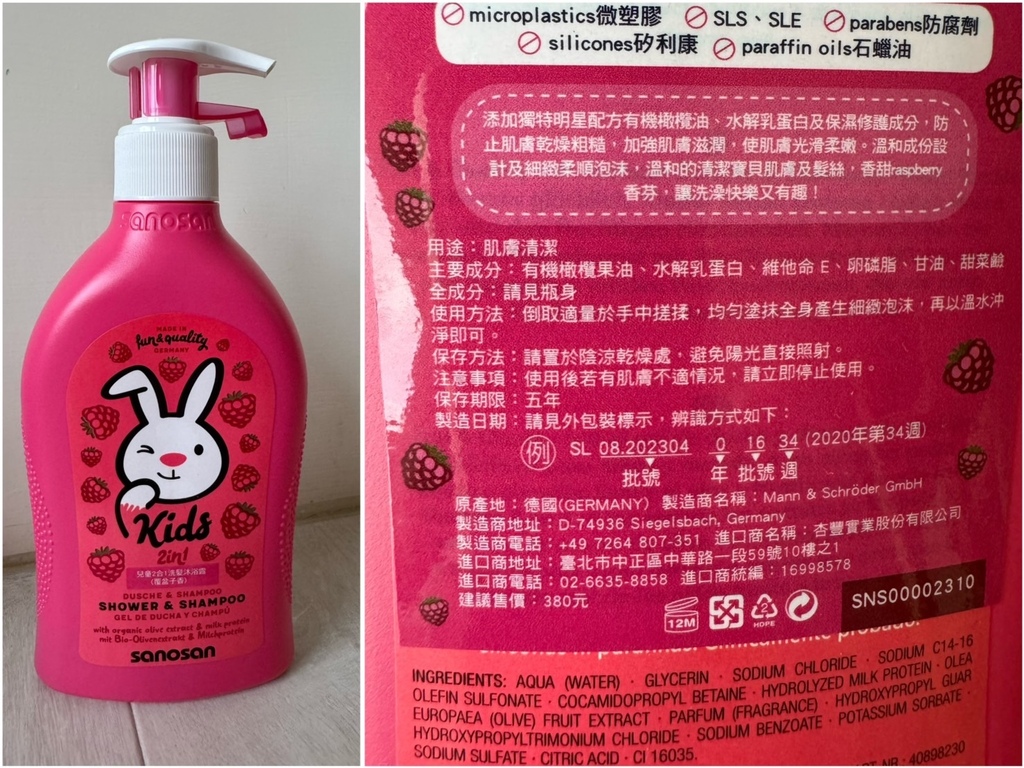 sanosan
MADE IN
fun & quality
GERMANY
Kids
2in1
兒童2合1洗髮沐浴露
(覆盆子香)
DUSCHE & SHAMPOO
SHOWER & SHAMPOO
GEL DE DUCHA Y CHAMPÚ
with organic olive extract & milk protein
mit Bio-Olivenextrakt & Milchprotein
sanosan
microplastics微塑膠 SLS、SLE parabens防腐劑
silicones矽利康 paraffin oils石蠟油
添加獨特明星配方有機橄欖油、水解乳蛋白及保濕修護成分，防
止肌膚乾燥粗糙，加強肌膚滋潤，使肌膚光滑柔嫩。溫和成份設
計及細緻柔順泡沫，溫和的清潔寶貝肌膚及髮絲，香甜raspberry
香芬，讓洗澡快樂又有趣！
用途：肌膚清潔
主要成分：有機橄欖果油、水解乳蛋白、維他命 E、卵磷脂、甘油、甜菜鹼
全成分：請見瓶身
使用方法：倒取適量於手中搓揉，均勻塗抹全身產生細緻泡沫，再以溫水沖
淨即可。
保存方法：請置於陰涼乾燥處，避免陽光直接照射。
注意事項：使用後若有肌膚不適情況，請立即停止使用。
保存期限：五年
製造日期：請見外包裝標示，辨識方式如下：
例 SL 08.202304 0 16 34 (2020年第34週)
批號 年 批號 週
原產地：德國(GERMANY) 製造商名稱：Mann & Schröder GmbH
製造商地址：D-74936 Siegelsbach, Germany
製造商電話：+49 7264 807-351 進口商名稱：杏豐實業股份有限公司
進口商地址：臺北市中正區中華路一段59號10樓之1
進口商電話：02-6635-8858 進口商統編：16998578
建議售價：380元
12M 2 HDPE SNS00002310
probado.
INGREDIENTS: AQUA (WATER) · GLYCERIN · SODIUM CHLORIDE · SODIUM C14-16
OLEFIN SULFONATE · COCAMIDOPROPYL BETAINE · HYDROLYZED MILK PROTEIN · OLEA
EUROPAEA (OLIVE) FRUIT EXTRACT · PARFUM (FRAGRANCE) · HYDROXYPROPYL GUAR
HYDROXYPROPYLTRIMONIUM CHLORIDE · SODIUM BENZOATE · POTASSIUM SORBATE ·
SODIUM SULFATE · CITRIC ACID · CI 16035.
NR · 40898230